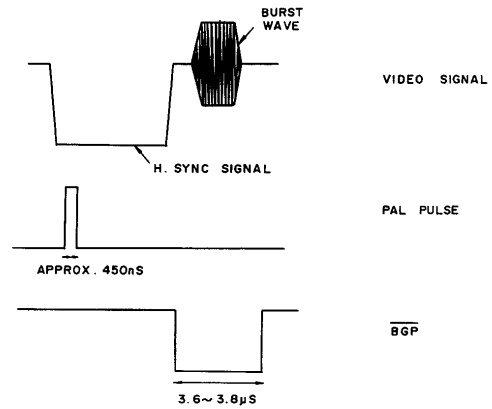 BURST
WAVE
VIDEO SIGNAL
H. SYNC SIGNAL
PAL PULSE
APPROX. 450nS
BGP
3.6～3.8μS